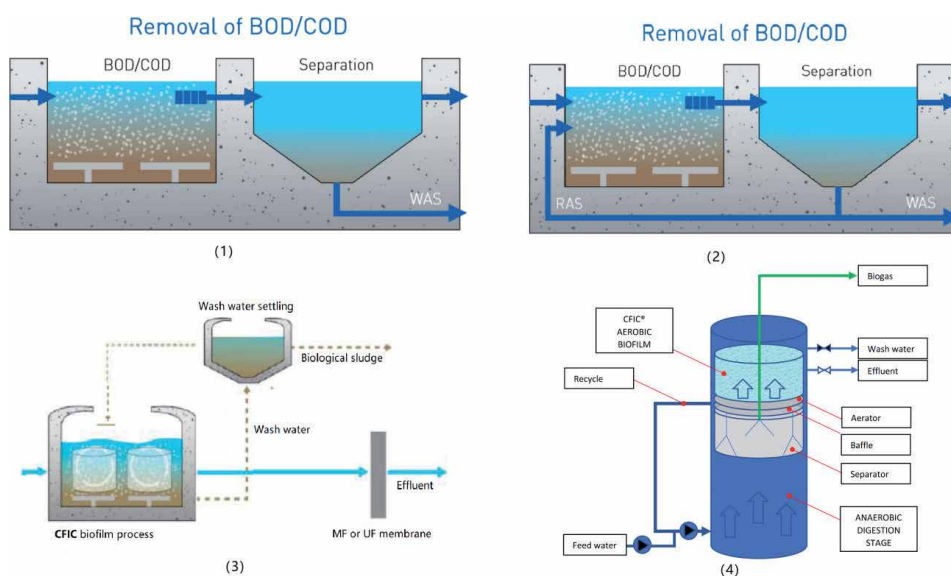 Removal of BOD/COD
BOD/COD
Separation
WAS
(1)
Removal of BOD/COD
BOD/COD
Separation
RAS
WAS
(2)
Wash water settling
Biological sludge
Wash water
Effluent
CFIC biofilm process
MF or UF membrane
(3)
Biogas
CFIC®
AEROBIC
BIOFILM
Wash water
Effluent
Recycle
Aerator
Baffle
Separator
ANAEROBIC
DIGESTION
STAGE
Feed water
(4)